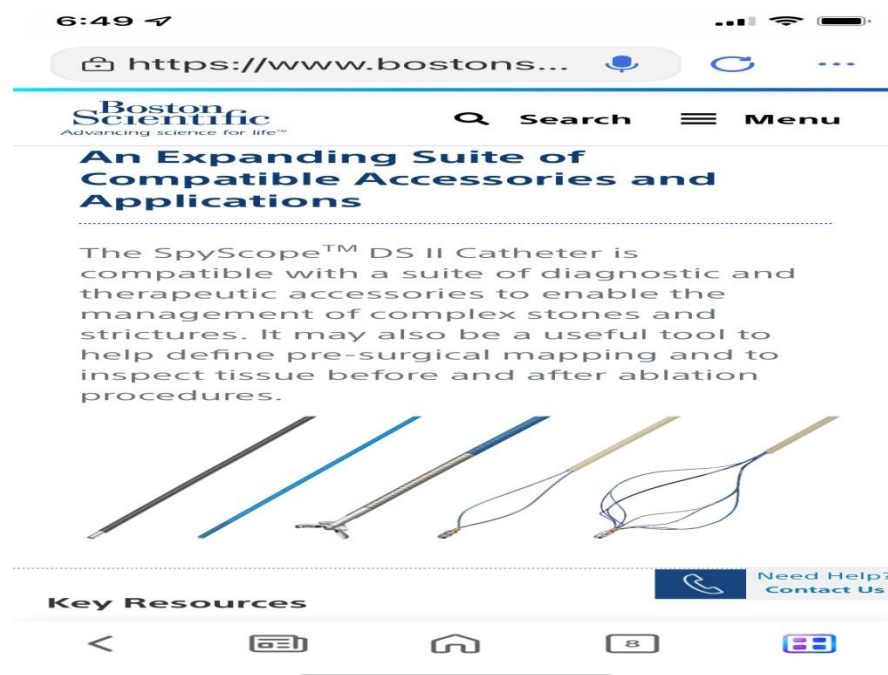 6:49
https://www.bostons...
Boston
Scientific
Advancing science for life™
Search
Menu
An Expanding Suite of
Compatible Accessories and
Applications
The SpyScope™ DS II Catheter is
compatible with a suite of diagnostic and
therapeutic accessories to enable the
management of complex stones and
strictures. It may also be a useful tool to
help define pre-surgical mapping and to
inspect tissue before and after ablation
procedures.
Need Help?
Contact Us
Key Resources
8